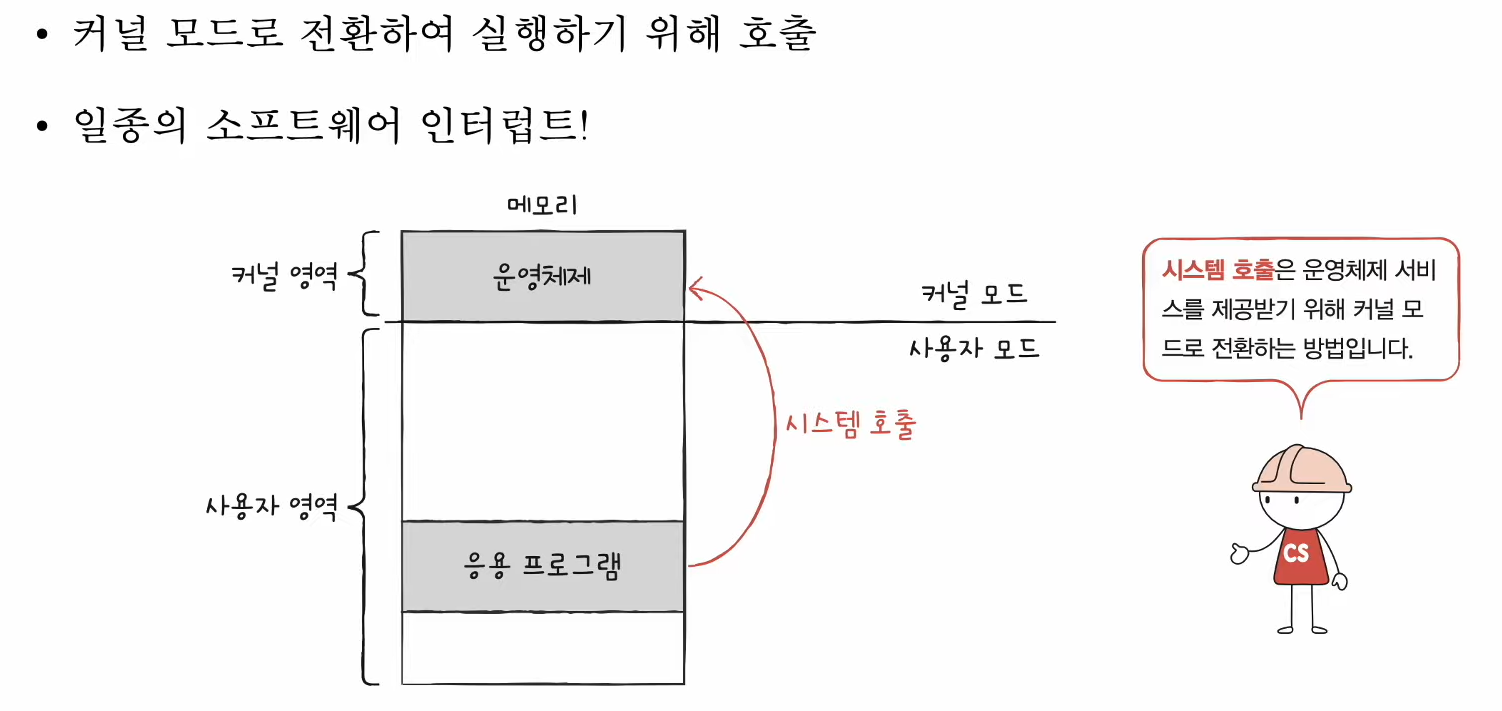 • 커널 모드로 전환하여 실행하기 위해 호출
• 일종의 소프트웨어 인터럽트!
메모리
커널 영역
운영체제
커널 모드
사용자 모드
시스템 호출
사용자 영역
응용 프로그램
시스템 호출은 운영체제 서비
스를 제공받기 위해 커널 모
드로 전환하는 방법입니다.
CS